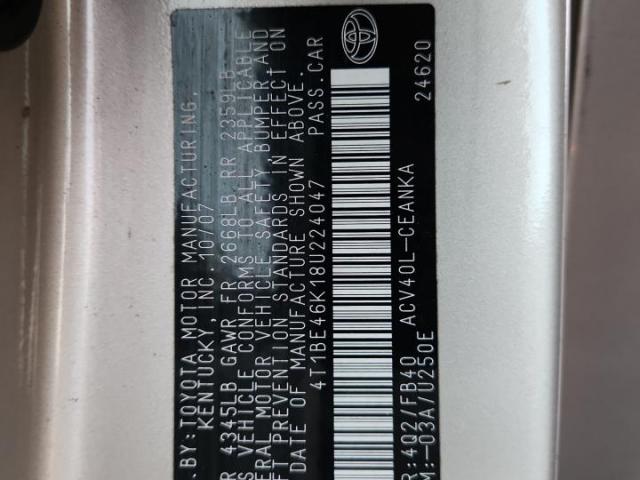 . BY: TOYOTA MOTOR MANUFACTURING,
KENTUCKY, INC. 10/07
R 4345LB GAWR FR 2668LB RR 2359LB
S VEHICLE CONFORMS TO ALL APPLICABLE
ERAL MOTOR VEHICLE SAFETY, BUMPER, AND
FT PREVENTION STANDARDS IN EFFECT ON
DATE OF MANUFACTURE SHOWN ABOVE.
4T1BE46K18U224047 PASS. CAR
R:4Q2/FB40 ACV40L-CEANKA 24620
M:-03A/U250E